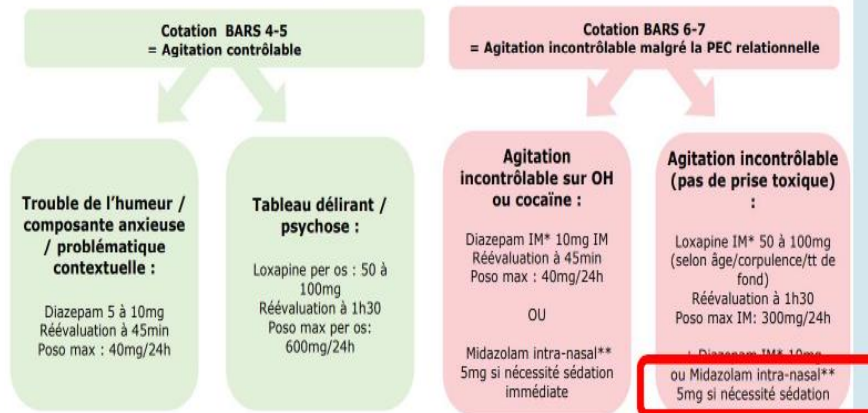 Cotation BARS 4-5
= Agitation contrôlable
Cotation BARS 6-7
= Agitation incontrôlable malgré la PEC relationnelle
Trouble de l'humeur /
composante anxieuse
/ problématique
contextuelle :
Diazepam 5 à 10mg
Réévaluation à 45min
Poso max : 40mg/24h
Tableau délirant /
psychose :
Loxapine per os : 50 à
100mg
Réévaluation à 1h30
Poso max per os:
600mg/24h
Agitation
incontrôlable sur OH
ou cocaïne :
Diazepam IM* 10mg IM
Réévaluation à 45min
Poso max : 40mg/24h
OU
Midazolam intra-nasal**
5mg si nécessité sédation
immédiate
Agitation incontrôlable
(pas de prise toxique)
:
Loxapine IM* 50 à 100mg
(selon âge/corpulence/tt de
fond)
Réévaluation à 1h30
Poso max IM: 300mg/24h
+ Diazepam IM* 10mg
ou Midazolam intra-nasal**
5mg si nécessité sédation